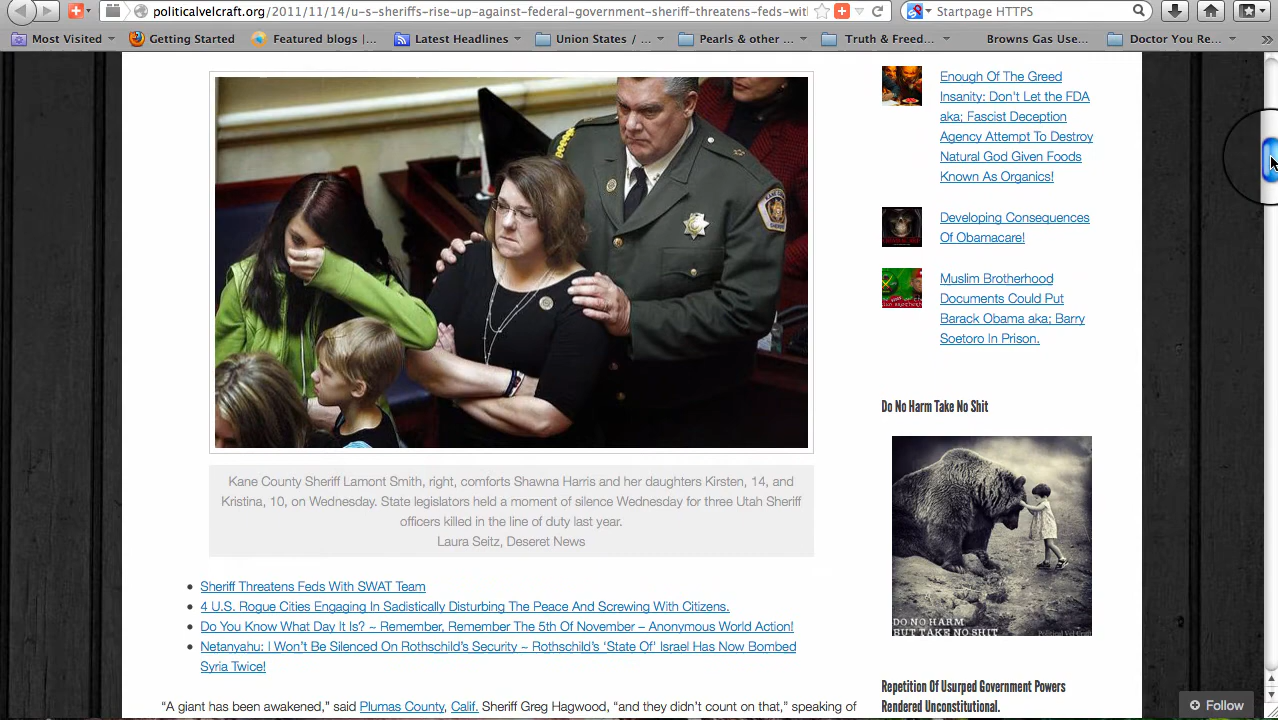 politicalvelcraft.org/2011/11/14/u-s-sheriffs-rise-up-against-federal-government-sheriff-threatens-feds-wit
Startpage HTTPS
Most Visited
Getting Started
Featured blogs |...
Latest Headlines
Union States / ...
Pearls & other ...
Truth & Freed...
Browns Gas Use...
Doctor You Re...
Kane County Sheriff Lamont Smith, right, comforts Shawna Harris and her daughters Kirsten, 14, and
Kristina, 10, on Wednesday. State legislators held a moment of silence Wednesday for three Utah Sheriff
officers killed in the line of duty last year.
Laura Seitz, Deseret News
Sheriff Threatens Feds With SWAT Team
4 U.S. Rogue Cities Engaging In Sadistically Disturbing The Peace And Screwing With Citizens.
Do You Know What Day It Is? ~ Remember, Remember The 5th Of November – Anonymous World Action!
Netanyahu: I Won't Be Silenced On Rothschild's Security ~ Rothschild's 'State Of' Israel Has Now Bombed
Syria Twice!
“A giant has been awakened,” said Plumas County, Calif. Sheriff Greg Hagwood, “and they didn't count on that,” speaking of
Enough Of The Greed
Insanity: Don't Let the FDA
aka; Fascist Deception
Agency Attempt To Destroy
Natural God Given Foods
Known As Organics!
Developing Consequences
Of Obamacare!
Muslim Brotherhood
Documents Could Put
Barack Obama aka; Barry
Soetoro In Prison.
Do No Harm Take No Shit
DO NO HARM
BUT TAKE NO SHIT
Political Vel Craft
Repetition Of Usurped Government Powers
Rendered Unconstitutional.
Follow